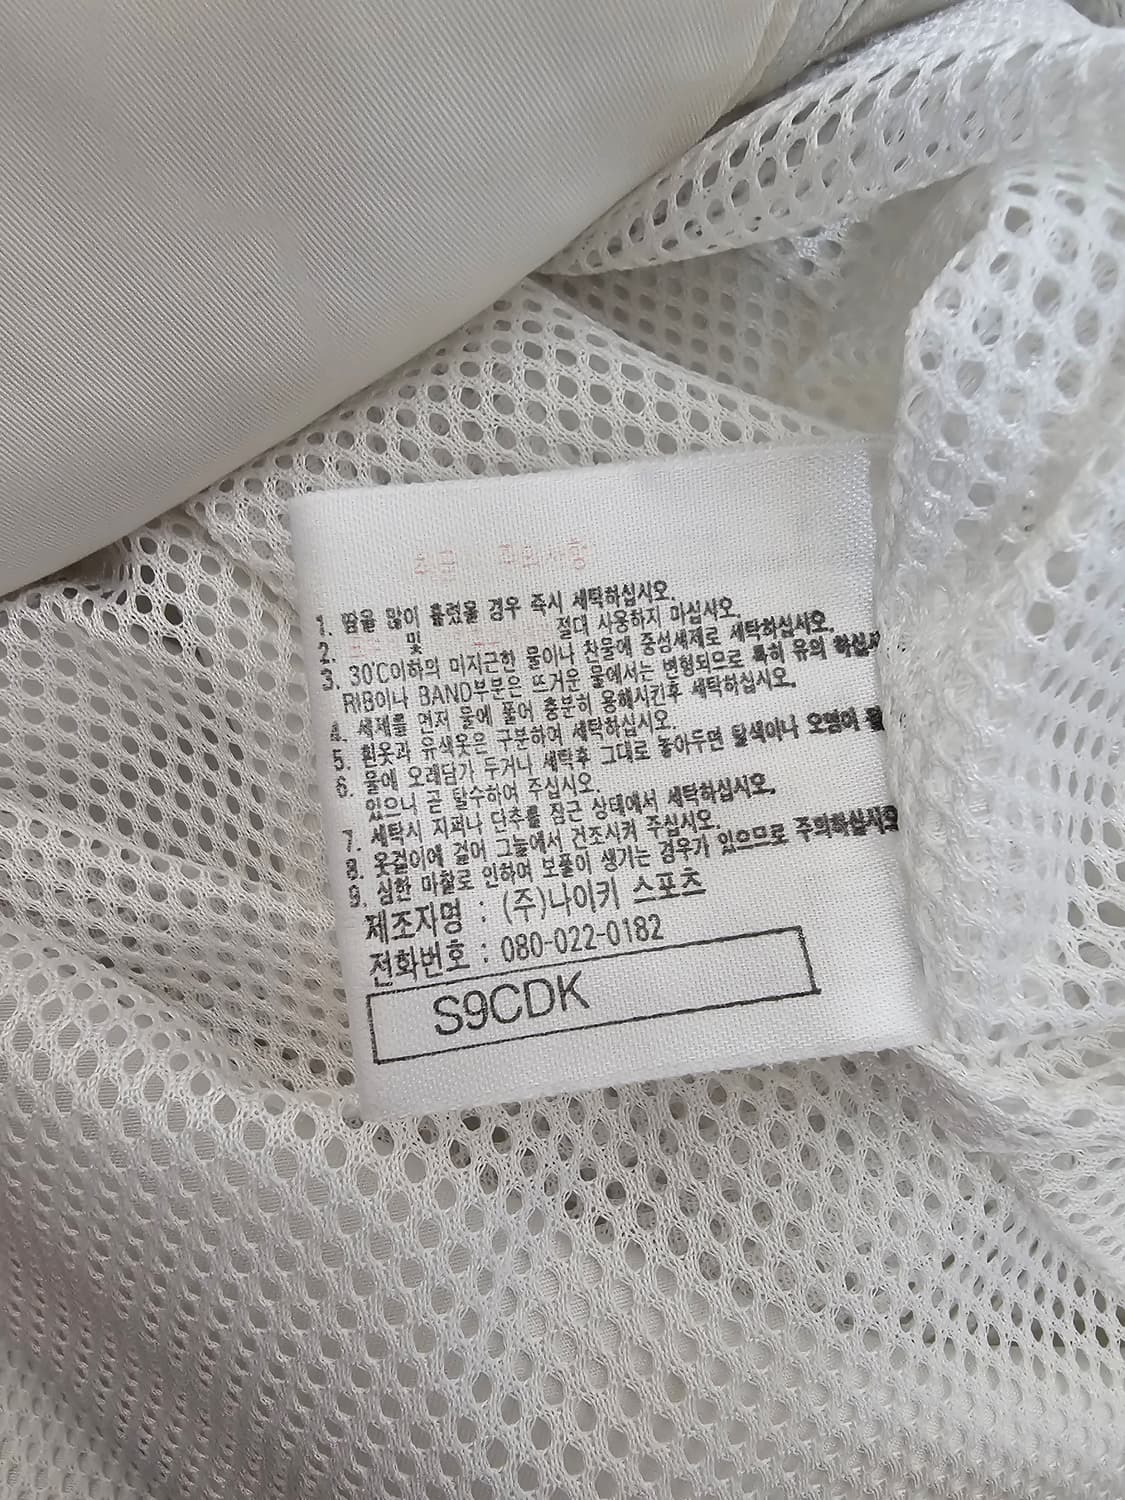 취급 주의사항
1. 땀을 많이 흘렸을 경우 즉시 세탁하십시오.
2. 및 절대 사용하지 마십시오.
3. 30℃이하의 미지근한 물이나 찬물에 중성세제로 세탁하십시오.
RIB이나 BAND부분은 뜨거운 물에서는 변형되므로 특히 유의
4. 세제를 먼저 물에 풀어 충분히 용해시킨후 세탁하십시오.
5. 흰옷과 유색옷은 구분하여 세탁하십시오.
6. 물에 오래담가 두거나 세탁후 그대로 놓아두면 탈색이나 오염이
있으니 곧 탈수하여 주십시오.
7. 세탁시 지퍼나 단추를 잠근 상태에서 세탁하십시오.
8. 옷걸이에 걸어 그늘에서 건조시켜 주십시오.
9. 심한 마찰로 인하여 보풀이 생기는 경우가 있으므로 주의하십시오
제조자명 : (주)나이키 스포츠
전화번호 : 080-022-0182
S9CDK